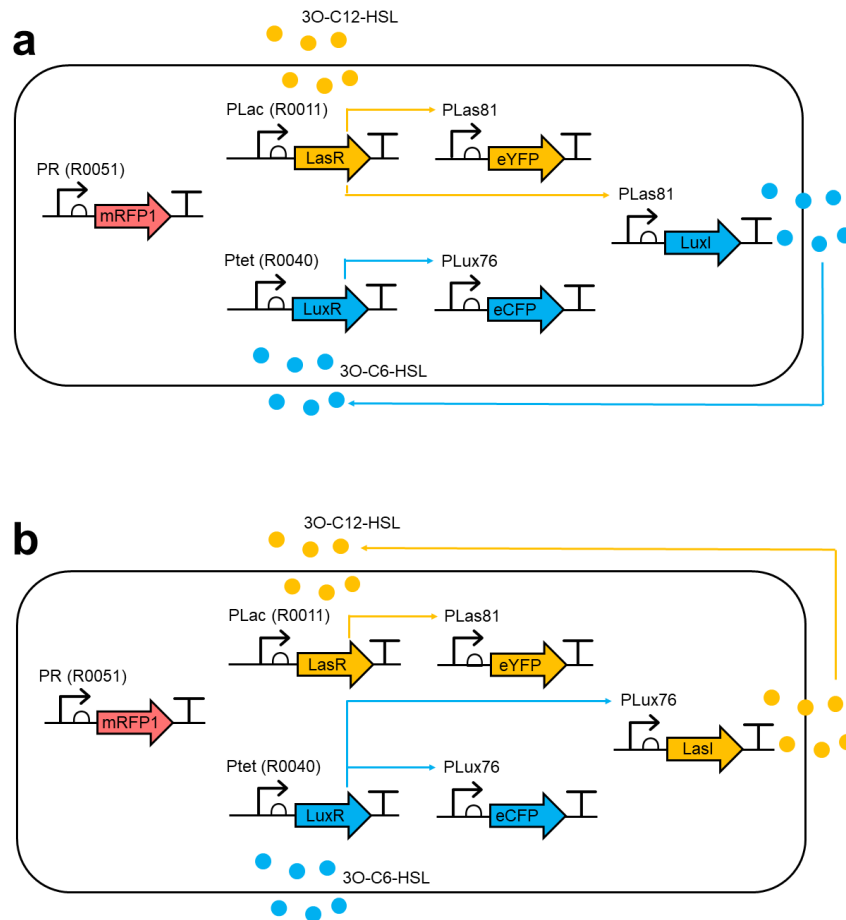 3O-C12-HSL
a
PLac (R0011)
PLas81
LasR
eYFP
PR (R0051)
mRFP1
PLas81
LuxI
Ptet (R0040)
PLux76
LuxR
eCFP
3O-C6-HSL
3O-C12-HSL
b
PLac (R0011)
PLas81
LasR
eYFP
PR (R0051)
mRFP1
PLux76
LasI
Ptet (R0040)
PLux76
LuxR
eCFP
3O-C6-HSL